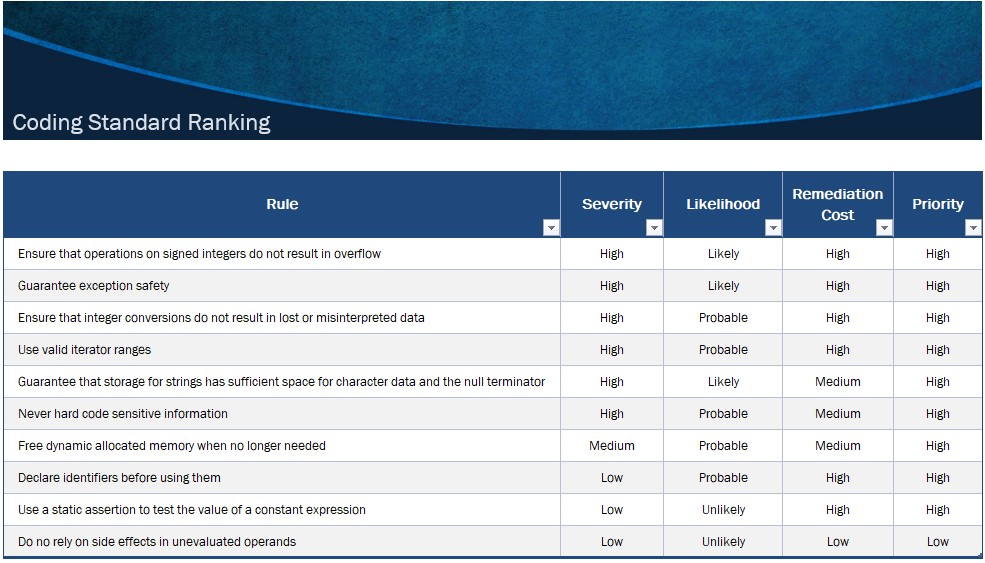 Coding Standard Ranking
Rule Severity Likelihood Remediation Cost Priority
Ensure that operations on signed integers do not result in overflow High Likely High High
Guarantee exception safety High Likely High High
Ensure that integer conversions do not result in lost or misinterpreted data High Probable High High
Use valid iterator ranges High Probable High High
Guarantee that storage for strings has sufficient space for character data and the null terminator High Likely Medium High
Never hard code sensitive information High Probable Medium High
Free dynamic allocated memory when no longer needed Medium Probable Medium High
Declare identifiers before using them Low Probable High High
Use a static assertion to test the value of a constant expression Low Unlikely High High
Do no rely on side effects in unevaluated operands Low Unlikely Low Low